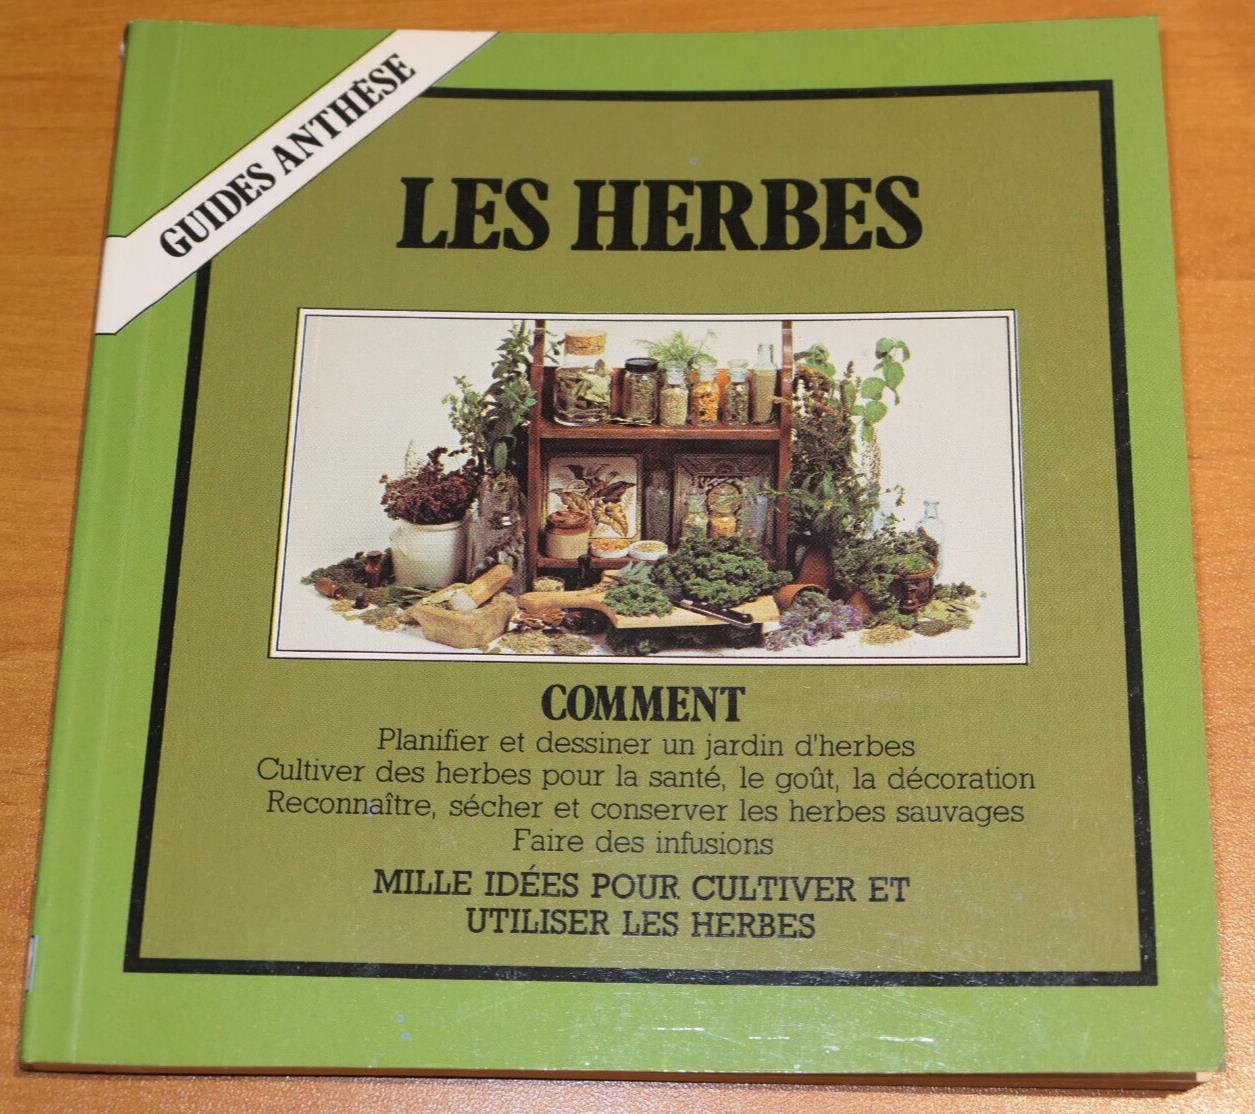 GUIDES ANTHÈSE
LES HERBES
COMMENT
Planifier et dessiner un jardin d'herbes
Cultiver des herbes pour la santé, le goût, la décoration
Reconnaître, sécher et conserver les herbes sauvages
Faire des infusions
MILLE IDÉES POUR CULTIVER ET
UTILISER LES HERBES